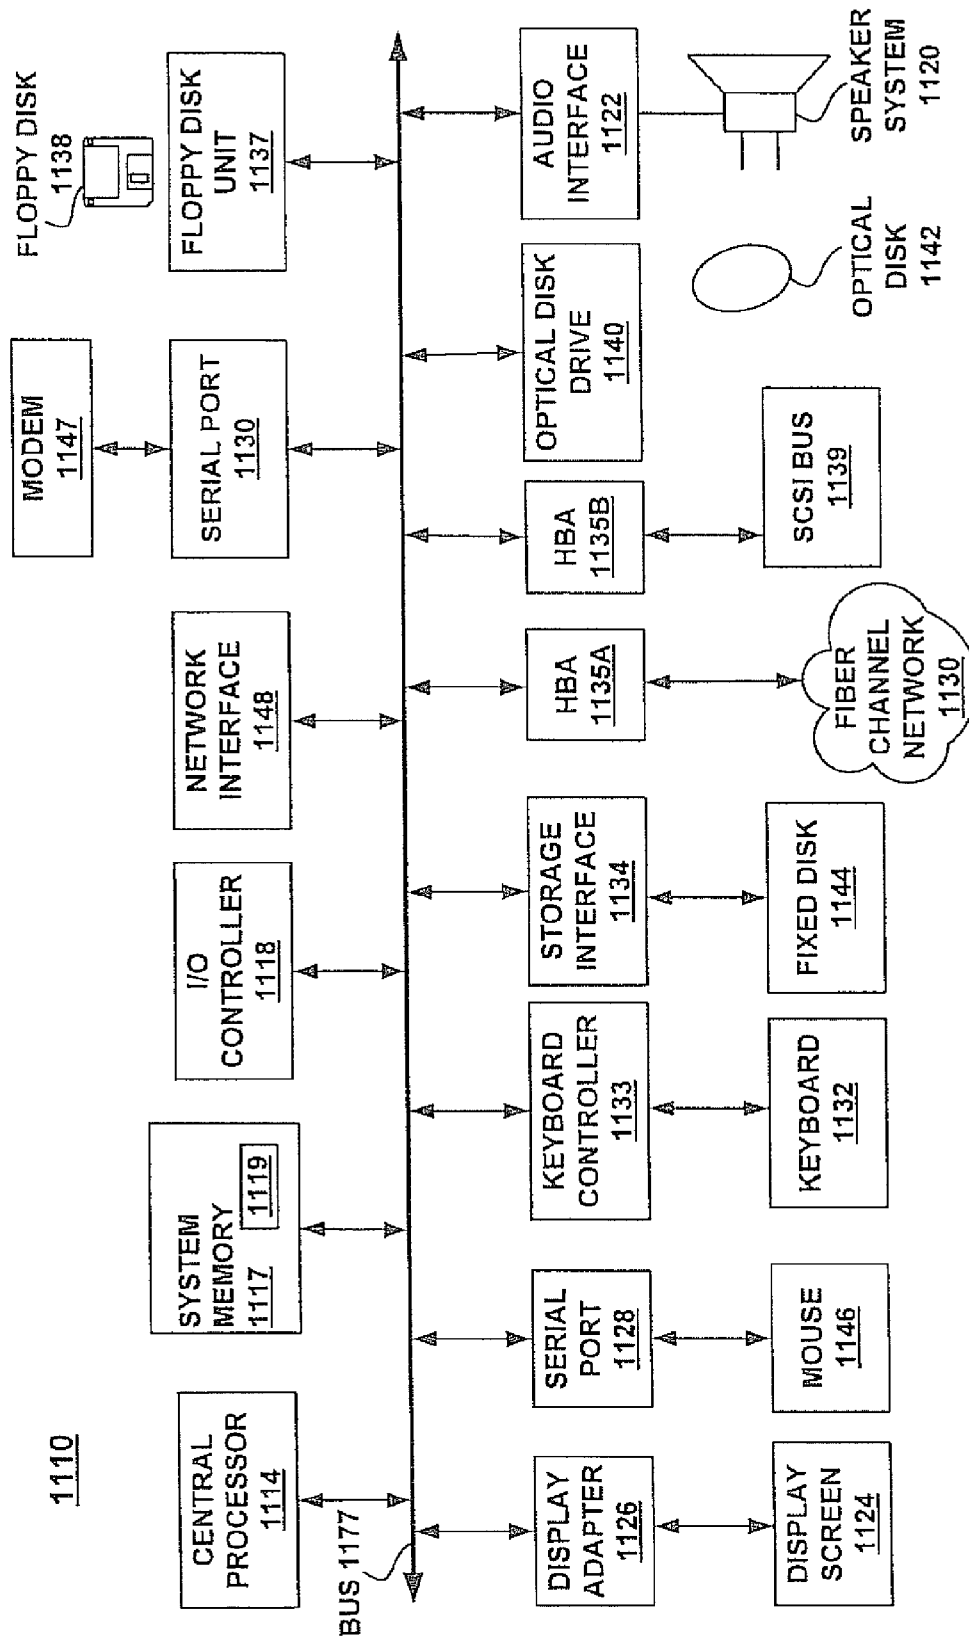 1110
CENTRAL
PROCESSOR
1114
SYSTEM
MEMORY
1117
1119
I/O
CONTROLLER
1118
NETWORK
INTERFACE
1148
MODEM
1147
SERIAL PORT
1130
FLOPPY DISK
1138
FLOPPY DISK
UNIT
1137
BUS 1177
DISPLAY
ADAPTER
1126
SERIAL
PORT
1128
KEYBOARD
CONTROLLER
1133
STORAGE
INTERFACE
1134
HBA
1135A
HBA
1135B
OPTICAL DISK
DRIVE
1140
AUDIO
INTERFACE
1122
DISPLAY
SCREEN
1124
MOUSE
1146
KEYBOARD
1132
FIXED DISK
1144
FIBER
CHANNEL
NETWORK
1130
SCSI BUS
1139
OPTICAL
DISK
1142
SPEAKER
SYSTEM
1120